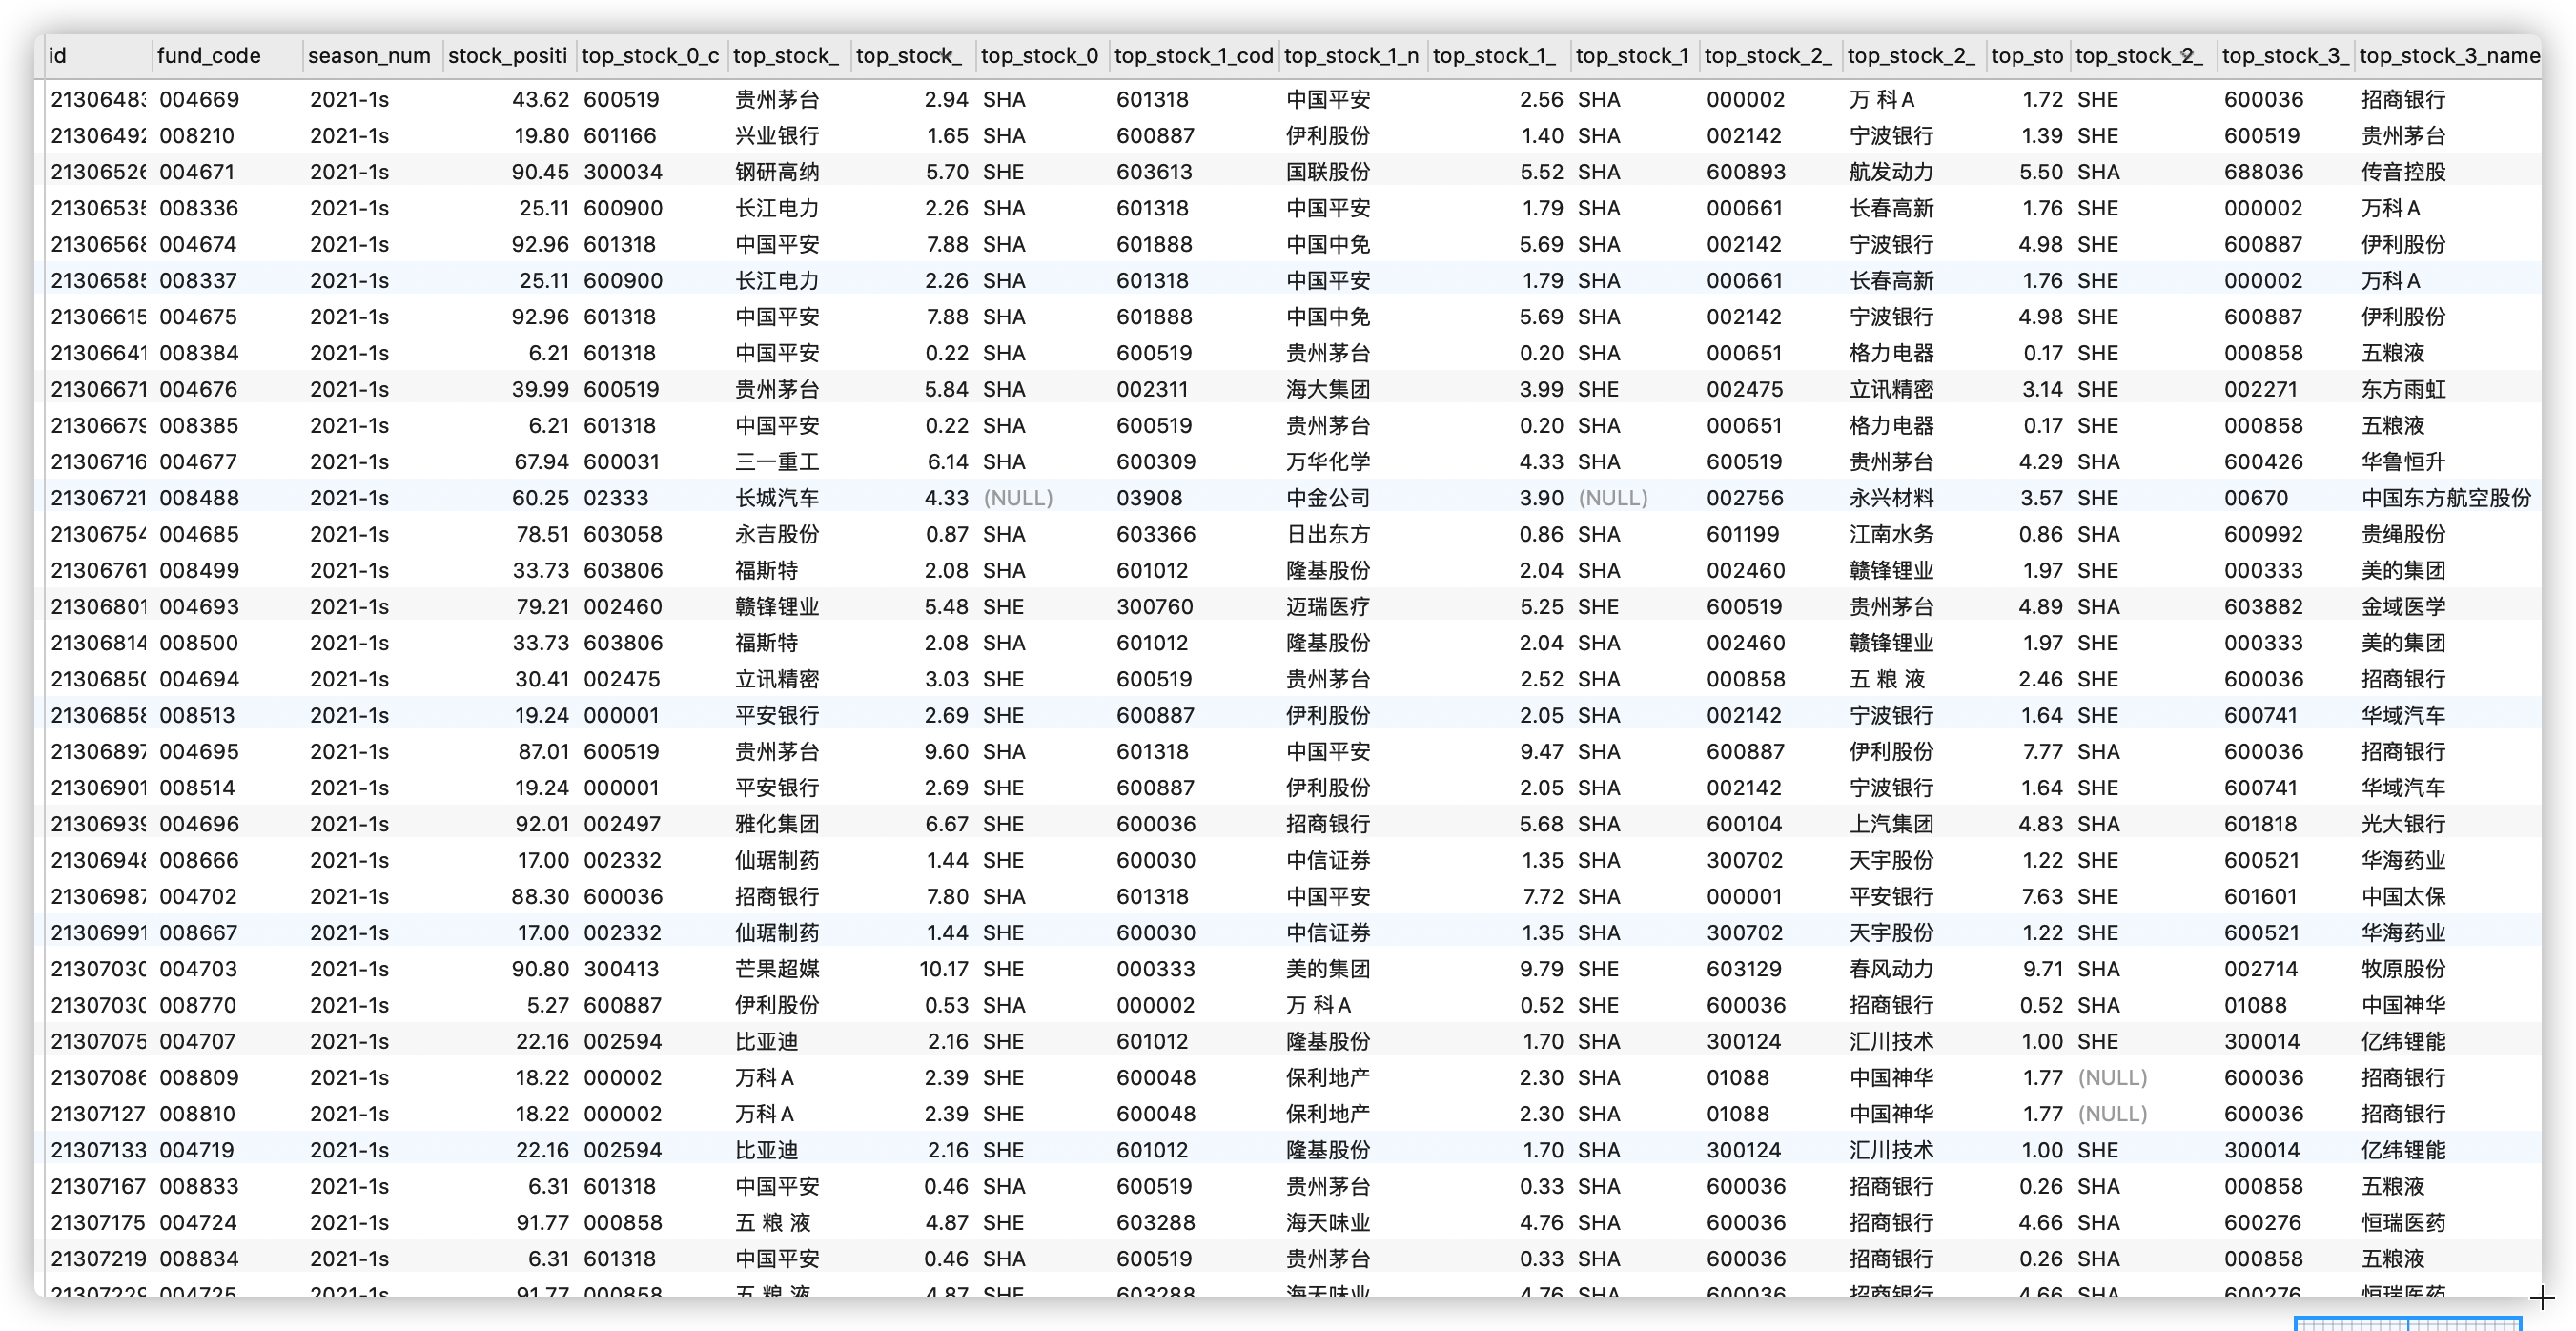 id fund_code season_num stock_positi top_stock_0_c top_stock_ top_stock_ top_stock_0 top_stock_1_cod top_stock_1_n top_stock_1_ top_stock_1 top_stock_2_ top_stock_2_ top_sto top_stock_2_ top_stock_3_ top_stock_3_name
2130648 004669 2021-1s 43.62 600519 贵州茅台 2.94 SHA 601318 中国平安 2.56 SHA 000002 万 科A 1.72 SHE 600036 招商银行
2130649 008210 2021-1s 19.80 601166 兴业银行 1.65 SHA 600887 伊利股份 1.40 SHA 002142 宁波银行 1.39 SHE 600519 贵州茅台
2130652 004671 2021-1s 90.45 300034 钢研高纳 5.70 SHE 603613 国联股份 5.52 SHA 600893 航发动力 5.50 SHA 688036 传音控股
2130653 008336 2021-1s 25.11 600900 长江电力 2.26 SHA 601318 中国平安 1.79 SHA 000661 长春高新 1.76 SHE 000002 万科A
2130656 004674 2021-1s 92.96 601318 中国平安 7.88 SHA 601888 中国中免 5.69 SHA 002142 宁波银行 4.98 SHE 600887 伊利股份
2130658 008337 2021-1s 25.11 600900 长江电力 2.26 SHA 601318 中国平安 1.79 SHA 000661 长春高新 1.76 SHE 000002 万科A
21306615 004675 2021-1s 92.96 601318 中国平安 7.88 SHA 601888 中国中免 5.69 SHA 002142 宁波银行 4.98 SHE 600887 伊利股份
21306641 008384 2021-1s 6.21 601318 中国平安 0.22 SHA 600519 贵州茅台 0.20 SHA 000651 格力电器 0.17 SHE 000858 五粮液
21306671 004676 2021-1s 39.99 600519 贵州茅台 5.84 SHA 002311 海大集团 3.99 SHE 002475 立讯精密 3.14 SHE 002271 东方雨虹
2130667 008385 2021-1s 6.21 601318 中国平安 0.22 SHA 600519 贵州茅台 0.20 SHA 000651 格力电器 0.17 SHE 000858 五粮液
21306716 004677 2021-1s 67.94 600031 三一重工 6.14 SHA 600309 万华化学 4.33 SHA 600519 贵州茅台 4.29 SHA 600426 华鲁恒升
21306721 008488 2021-1s 60.25 02333 长城汽车 4.33 (NULL) 03908 中金公司 3.90 (NULL) 002756 永兴材料 3.57 SHE 00670 中国东方航空股份
2130675 004685 2021-1s 78.51 603058 永吉股份 0.87 SHA 603366 日出东方 0.86 SHA 601199 江南水务 0.86 SHA 600992 贵绳股份
21306761 008499 2021-1s 33.73 603806 福斯特 2.08 SHA 601012 隆基股份 2.04 SHA 002460 赣锋锂业 1.97 SHE 000333 美的集团
21306801 004693 2021-1s 79.21 002460 赣锋锂业 5.48 SHE 300760 迈瑞医疗 5.25 SHE 600519 贵州茅台 4.89 SHA 603882 金域医学
21306814 008500 2021-1s 33.73 603806 福斯特 2.08 SHA 601012 隆基股份 2.04 SHA 002460 赣锋锂业 1.97 SHE 000333 美的集团
2130685 004694 2021-1s 30.41 002475 立讯精密 3.03 SHE 600519 贵州茅台 2.52 SHA 000858 五 粮 液 2.46 SHE 600036 招商银行
2130685 008513 2021-1s 19.24 000001 平安银行 2.69 SHE 600887 伊利股份 2.05 SHA 002142 宁波银行 1.64 SHE 600741 华域汽车
2130689 004695 2021-1s 87.01 600519 贵州茅台 9.60 SHA 601318 中国平安 9.47 SHA 600887 伊利股份 7.77 SHA 600036 招商银行
21306901 008514 2021-1s 19.24 000001 平安银行 2.69 SHE 600887 伊利股份 2.05 SHA 002142 宁波银行 1.64 SHE 600741 华域汽车
2130693 004696 2021-1s 92.01 002497 雅化集团 6.67 SHE 600036 招商银行 5.68 SHA 600104 上汽集团 4.83 SHA 601818 光大银行
2130694 008666 2021-1s 17.00 002332 仙琚制药 1.44 SHE 600030 中信证券 1.35 SHA 300702 天宇股份 1.22 SHE 600521 华海药业
2130698 004702 2021-1s 88.30 600036 招商银行 7.80 SHA 601318 中国平安 7.72 SHA 000001 平安银行 7.63 SHE 601601 中国太保
21306991 008667 2021-1s 17.00 002332 仙琚制药 1.44 SHE 600030 中信证券 1.35 SHA 300702 天宇股份 1.22 SHE 600521 华海药业
2130703 004703 2021-1s 90.80 300413 芒果超媒 10.17 SHE 000333 美的集团 9.79 SHE 603129 春风动力 9.71 SHA 002714 牧原股份
2130703 008770 2021-1s 5.27 600887 伊利股份 0.53 SHA 000002 万 科A 0.52 SHE 600036 招商银行 0.52 SHA 01088 中国神华
21307075 004707 2021-1s 22.16 002594 比亚迪 2.16 SHE 601012 隆基股份 1.70 SHA 300124 汇川技术 1.00 SHE 300014 亿纬锂能
2130708 008809 2021-1s 18.22 000002 万科A 2.39 SHE 600048 保利地产 2.30 SHA 01088 中国神华 1.77 (NULL) 600036 招商银行
21307127 008810 2021-1s 18.22 000002 万科A 2.39 SHE 600048 保利地产 2.30 SHA 01088 中国神华 1.77 (NULL) 600036 招商银行
21307133 004719 2021-1s 22.16 002594 比亚迪 2.16 SHE 601012 隆基股份 1.70 SHA 300124 汇川技术 1.00 SHE 300014 亿纬锂能
21307167 008833 2021-1s 6.31 601318 中国平安 0.46 SHA 600519 贵州茅台 0.33 SHA 600036 招商银行 0.26 SHA 000858 五粮液
21307175 004724 2021-1s 91.77 000858 五 粮 液 4.87 SHE 603288 海天味业 4.76 SHA 600036 招商银行 4.66 SHA 600276 恒瑞医药
21307219 008834 2021-1s 6.31 601318 中国平安 0.46 SHA 600519 贵州茅台 0.33 SHA 600036 招商银行 0.26 SHA 000858 五粮液
2130722 004725 2021-1s 91.77 000858 五 粮 液 4.87 SHE 603288 海天味业 4.76 SHA 600036 招商银行 4.66 SHA 600276 恒瑞医药